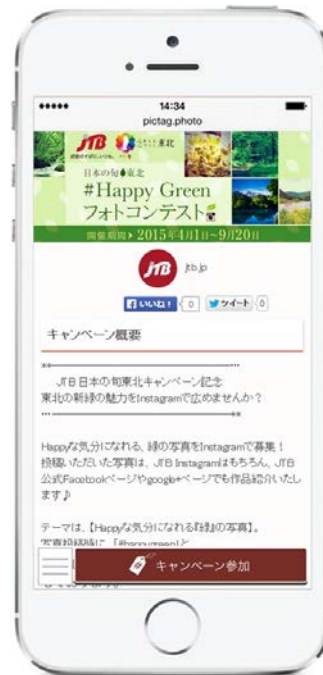 14:34
pictag.photo
JTB
東北
日本の旬 東北
#Happy Green
フォトコンテスト
開催期間 2015年4月1日~9月20日
JTB jtb.jp
いいね! 0 ツイート 0
キャンペーン概要
JTB 日本の旬東北キャンペーン記念
東北の新緑の魅力をInstagramで広めませんか?
Happyな気分になれる、緑の写真をInstagramで募集!
投稿いただいた写真は、JTB Instagramはもちろん、JTB
公式Facebookページやgoogle+ページでも作品紹介いたし
ます♪
テーマは、【Happyな気分になれる『緑』の写真】。
写真投稿時に、「#happygreen」と
キャンペーン参加